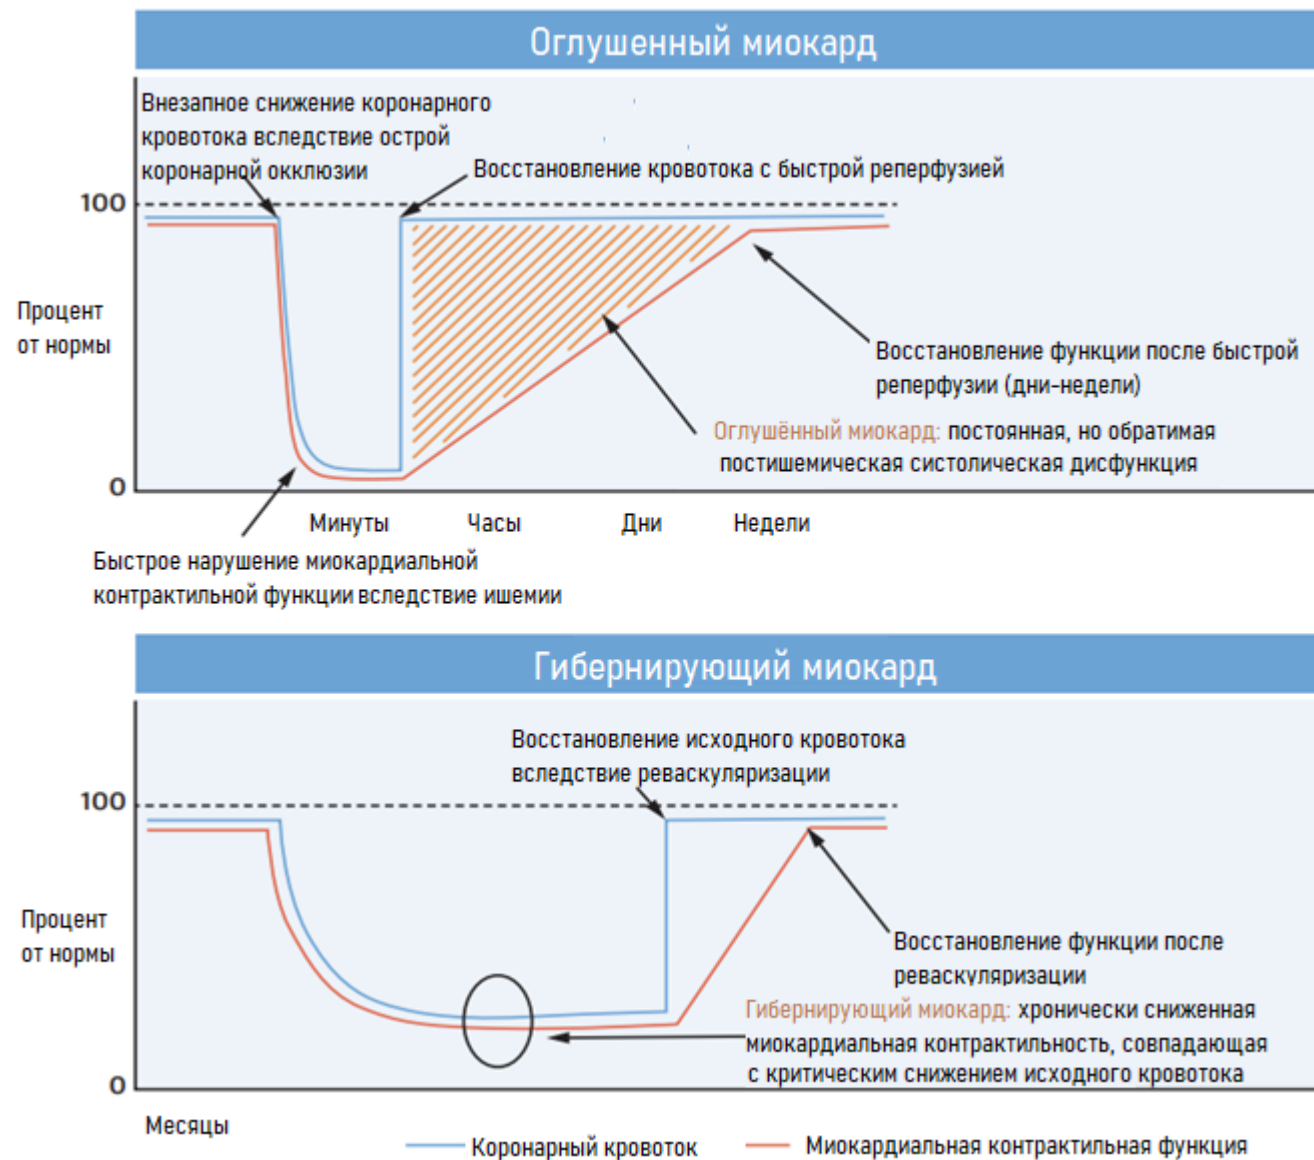 Оглушенный миокард
Внезапное снижение коронарного
кровотока вследствие острой
коронарной окклюзии
Восстановление кровотока с быстрой реперфузией
100
Процент
от нормы
Восстановление функции после быстрой
реперфузии (дни-недели)
Оглушённый миокард: постоянная, но обратимая
постишемическая систолическая дисфункция
0
Минуты
Часы
Дни
Недели
Быстрое нарушение миокардиальной
контрактильной функции вследствие ишемии
Гибернирующий миокард
Восстановление исходного кровотока
вследствие реваскуляризации
100
Процент
от нормы
Восстановление функции после
реваскуляризации
Гибернирующий миокард: хронически сниженная
миокардиальная контрактильность, совпадающая
с критическим снижением исходного кровотока
0
Месяцы
Коронарный кровоток
Миокардиальная контрактильная функция